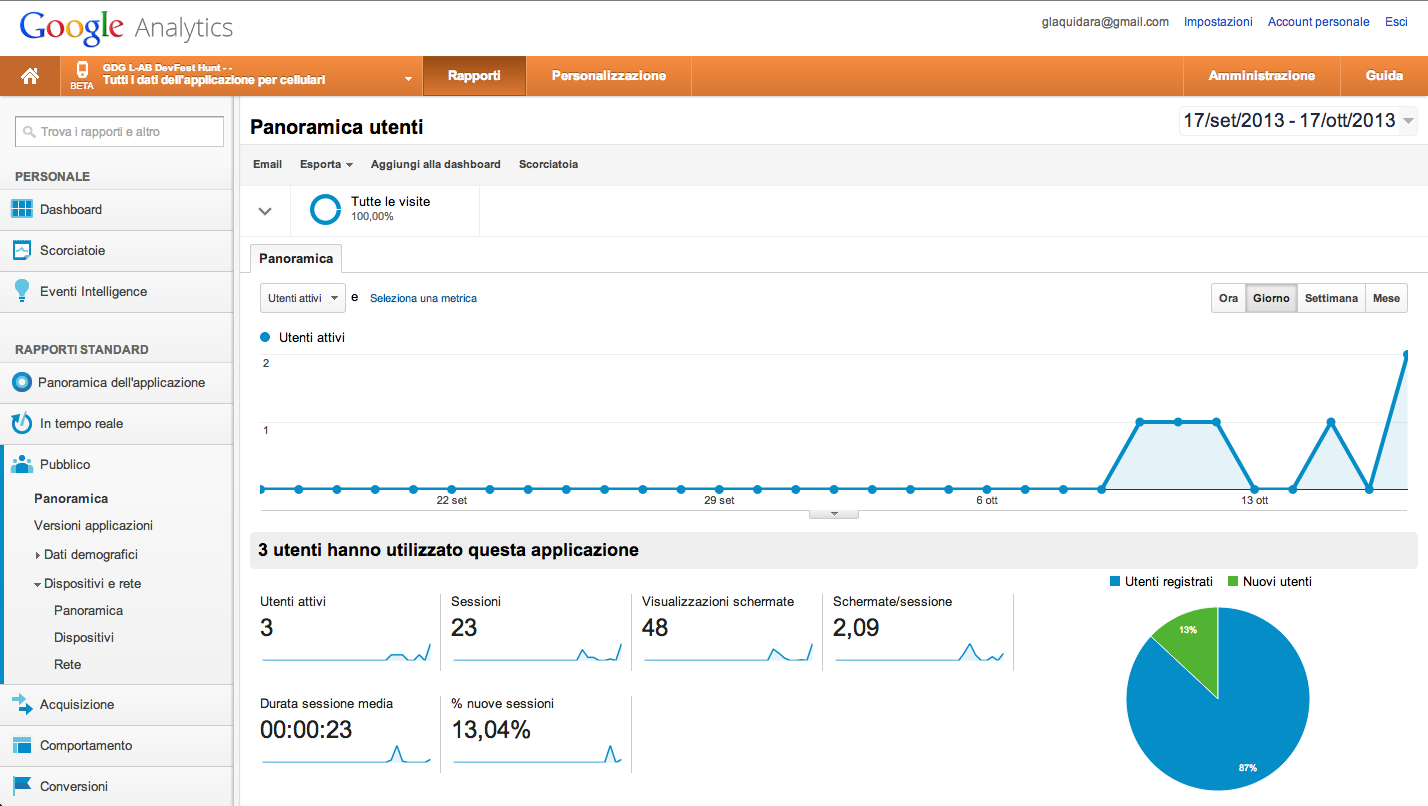 Google Analytics
glaquidara@gmail.com Impostazioni Account personale Esci
BETA
GDG L-AB DevFest Hunt - -
Tutti i dati dell'applicazione per cellulari
Rapporti
Personalizzazione
Amministrazione
Guida
Trova i rapporti e altro
PERSONALE
Dashboard
Scorciatoie
Eventi Intelligence
RAPPORTI STANDARD
Panoramica dell'applicazione
In tempo reale
Pubblico
Panoramica
Versioni applicazioni
Dati demografici
Dispositivi e rete
Panoramica
Dispositivi
Rete
Acquisizione
Comportamento
Conversioni
Panoramica utenti
17/set/2013 - 17/ott/2013
Email Esporta Aggiungi alla dashboard Scorciatoia
Tutte le visite
100,00%
Panoramica
Utenti attivi e Seleziona una metrica
Ora Giorno Settimana Mese
Utenti attivi
2
1
22 set 29 set 6 ott 13 ott
3 utenti hanno utilizzato questa applicazione
Utenti attivi
3
Sessioni
23
Visualizzazioni schermate
48
Schermate/sessione
2,09
Durata sessione media
00:00:23
% nuove sessioni
13,04%
Utenti registrati Nuovi utenti
13%
87%